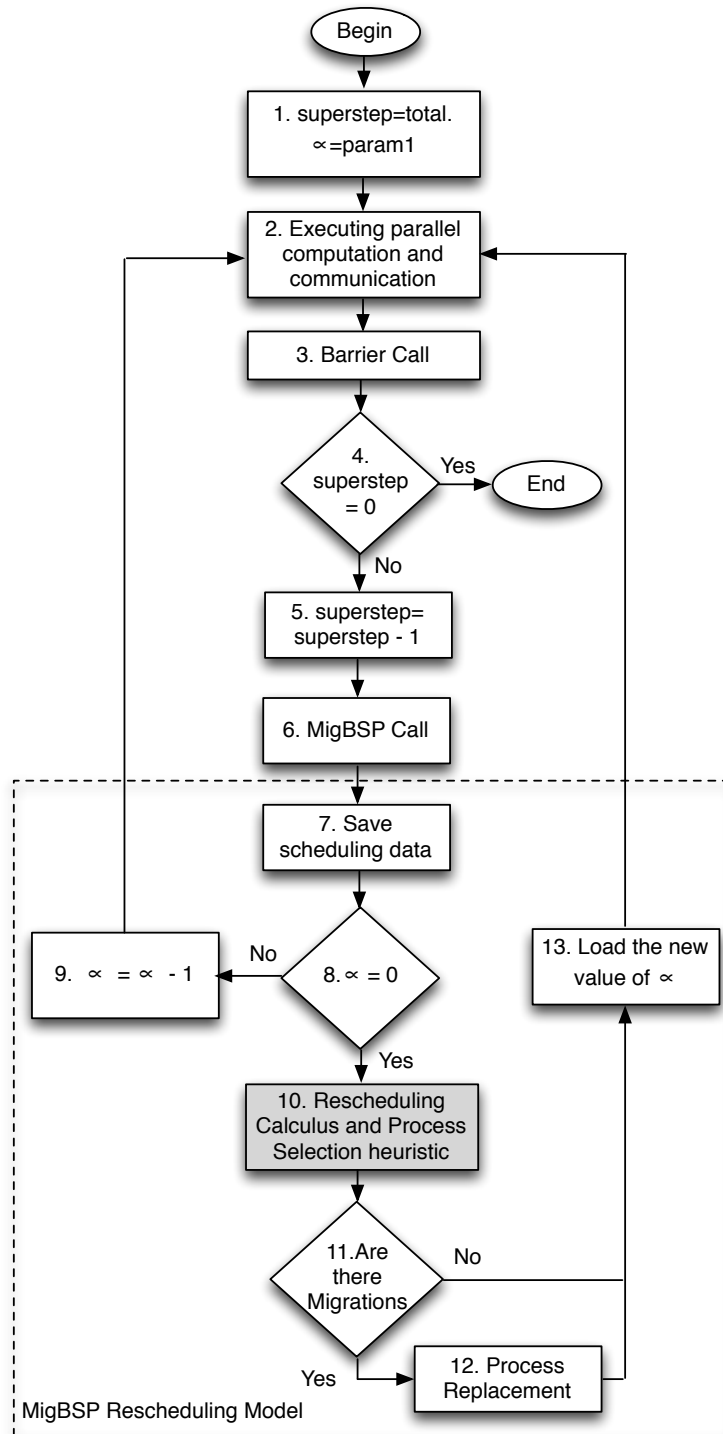 Begin
1. superstep=total.
∝=param1
2. Executing parallel
computation and
communication
3. Barrier Call
4.
superstep
= 0
Yes
End
No
5. superstep=
superstep - 1
6. MigBSP Call
7. Save
scheduling data
8.∝ = 0
No
9. ∝ = ∝ - 1
13. Load the new
value of ∝
Yes
10. Rescheduling
Calculus and Process
Selection heuristic
11.Are
there
Migrations
No
Yes
12. Process
Replacement
MigBSP Rescheduling Model